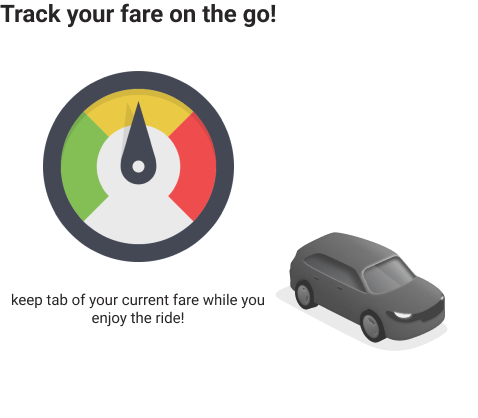 Track your fare on the go!
keep tab of your current fare while you
enjoy the ride!